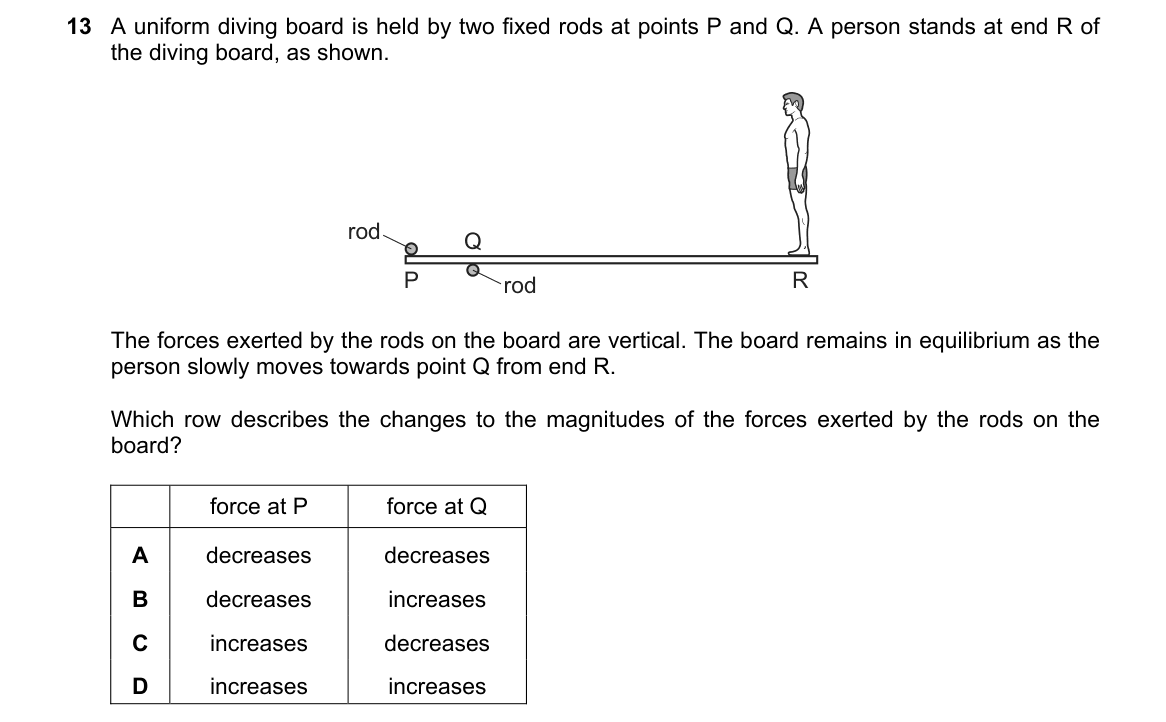 13 A uniform diving board is held by two fixed rods at points P and Q. A person stands at end R of
the diving board, as shown.
rod
Q
P
rod
R
The forces exerted by the rods on the board are vertical. The board remains in equilibrium as the
person slowly moves towards point Q from end R.
Which row describes the changes to the magnitudes of the forces exerted by the rods on the
board?
force at P force at Q
A decreases decreases
B decreases increases
C increases decreases
D increases increases